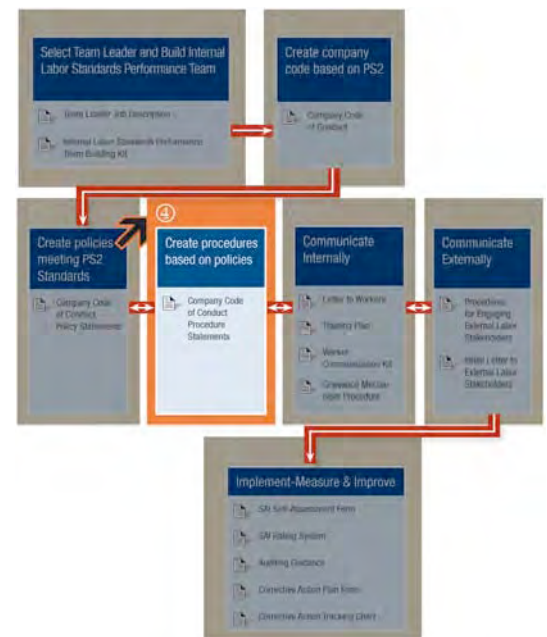 Select Team Leader and Build Internal
Labor Standards Performance Team
Team Leader Job Description
Internal Labor Standards Performance
Team Building Kit
Create company
code based on PS2
Company Code
of Conduct
Create policies
meeting PS2
Standards
Company Code
of Conduct
Policy Statements
④
Create procedures
based on policies
Company Code
of Conduct
Procedure
Statements
Communicate
Internally
Letter to Workers
Training Plan
Worker
Communication Kit
Grievance Mechan-
nism Procedure
Communicate
Externally
Procedures
for Engaging
External Labor
Stakeholders
Letter to
External Labor
Stakeholders
Implement-Measure & Improve
SAI Self-Assessment Form
SAI Rating System
Auditing Guidance
Corrective Action Plan Form
Corrective Action Tracking Chart